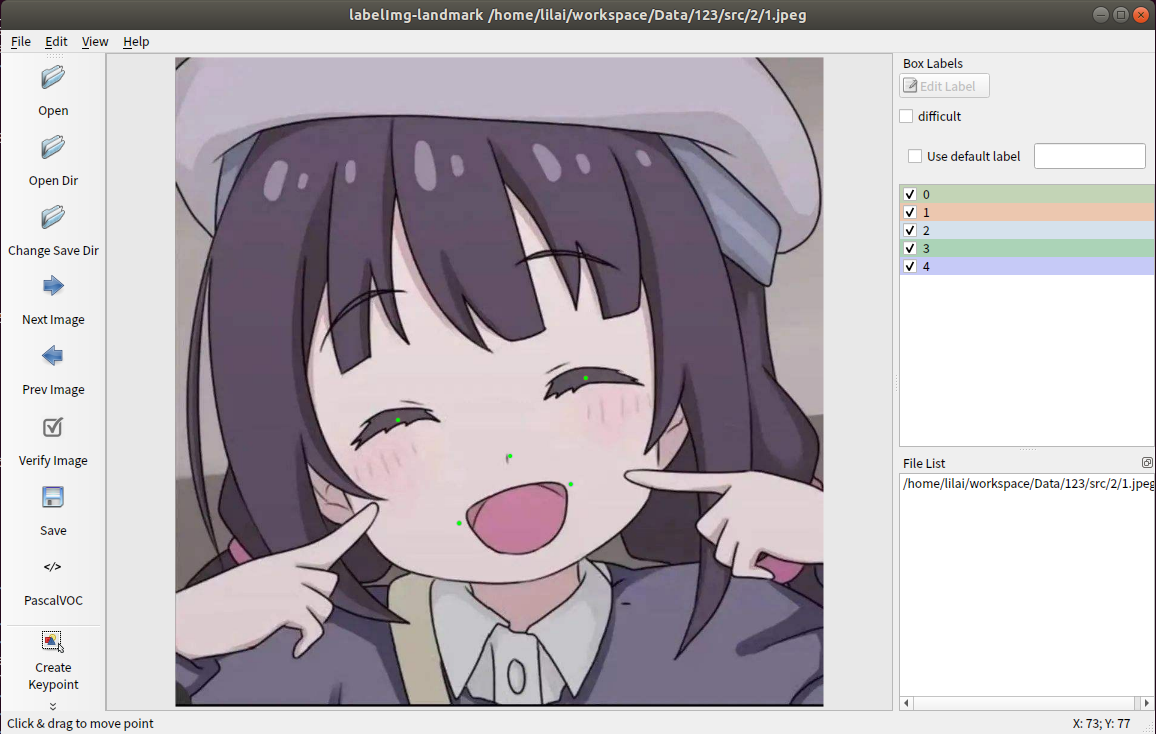 labelImg-landmark /home/lilai/workspace/Data/123/src/2/1.jpeg
File Edit View Help
Open
Open Dir
Change Save Dir
Next Image
Prev Image
Verify Image
Save
</>
PascalVOC
Create
Keypoint
Box Labels
Edit Label
difficult
Use default label
0
1
2
3
4
File List
/home/lilai/workspace/Data/123/src/2/1.jpeg
Click & drag to move point
X: 73; Y: 77